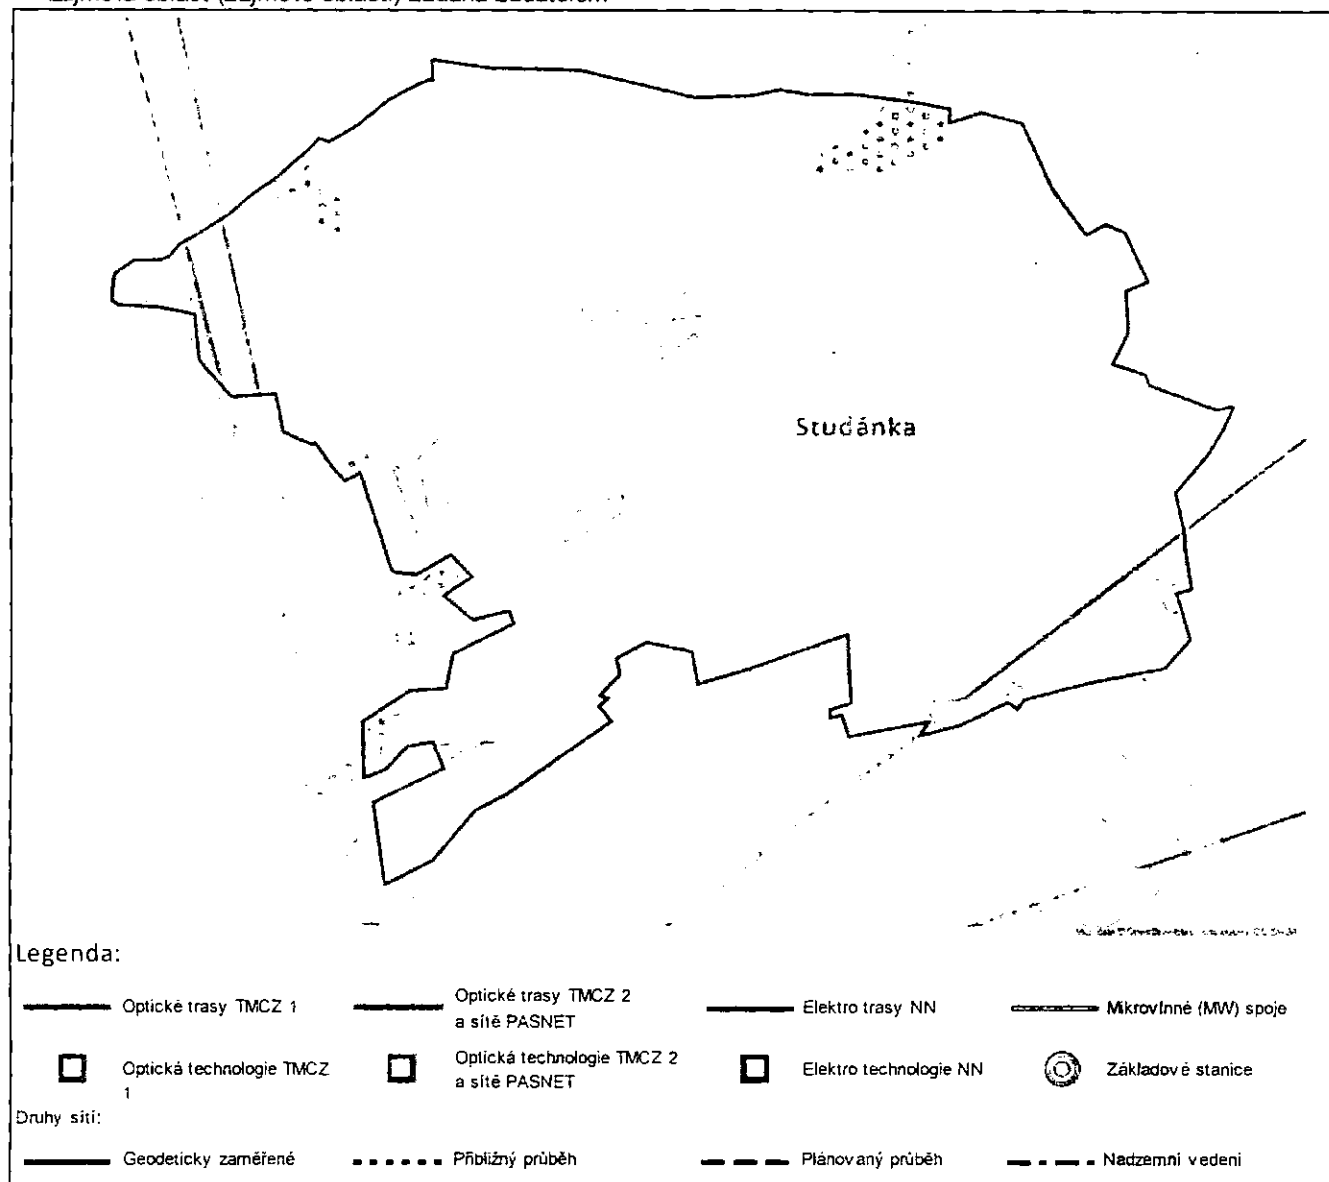 Studánka
Legenda:
Optické trasy TMCZ 1
Optické trasy TMCZ 2
a sítě PASNET
Elektro trasy NN
Mikrovlnné (MW) spoje
Optická technologie TMCZ
1
Optická technologie TMCZ 2
a sítě PASNET
Elektro technologie NN
Základové stanice
Druhy sítí:
Geodeticky zaměřené
Přibližný průběh
Plánovaný průběh
Nadzemní vedení